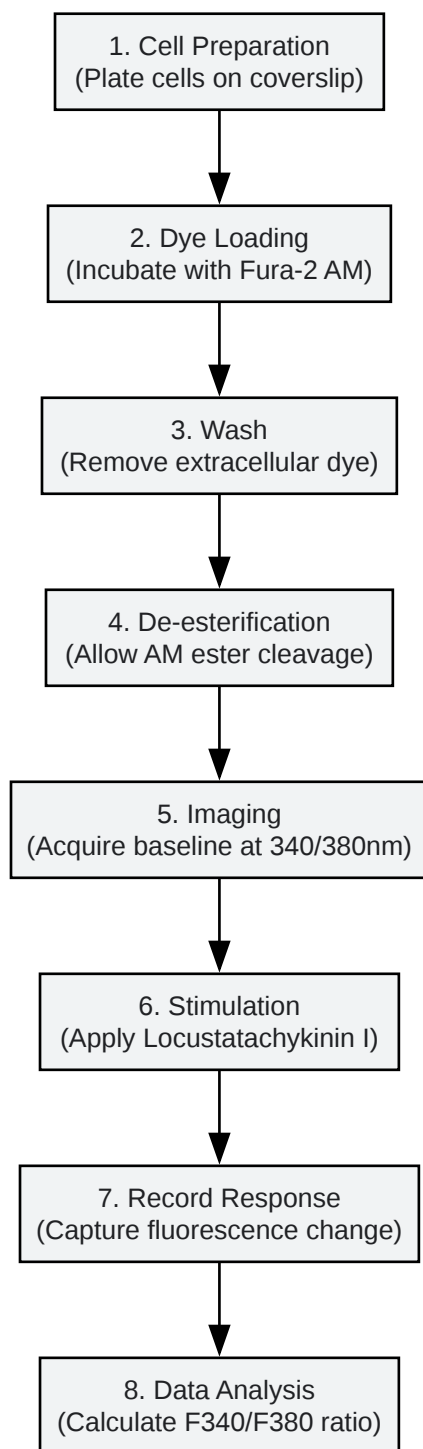 1. Cell Preparation
(Plate cells on coverslip)
2. Dye Loading
(Incubate with Fura-2 AM)
3. Wash
(Remove extracellular dye)
4. De-esterification
(Allow AM ester cleavage)
5. Imaging
(Acquire baseline at 340/380nm)
6. Stimulation
(Apply Locustatachykinin I)
7. Record Response
(Capture fluorescence change)
8. Data Analysis
(Calculate F340/F380 ratio)